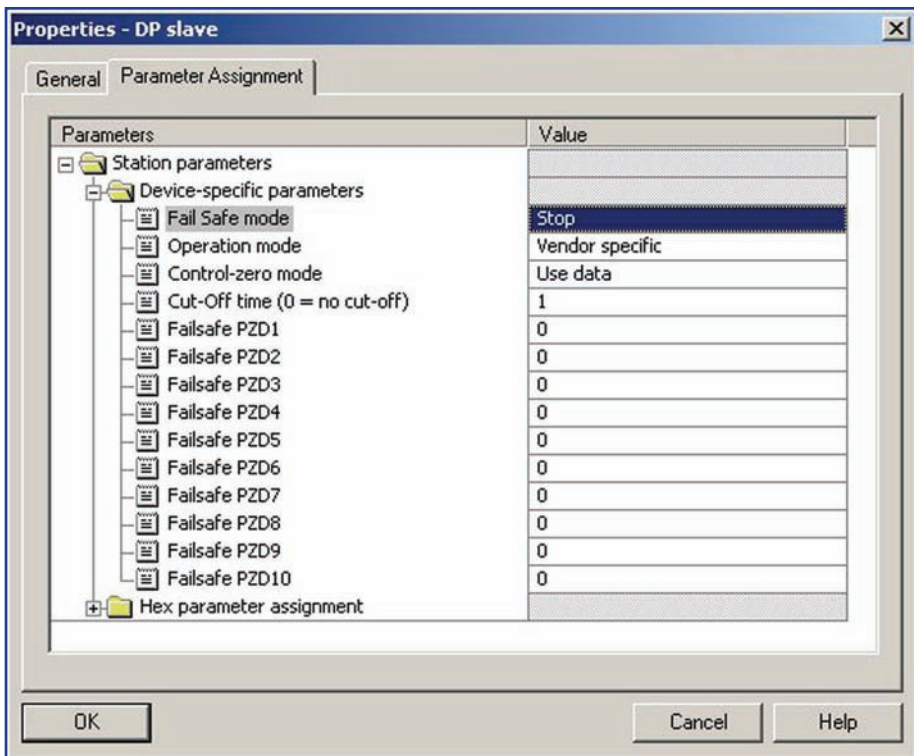 Properties - DP slave
General Parameter Assignment
Parameters Value
Station parameters
Device-specific parameters
Fail Safe mode Stop
Operation mode Vendor specific
Control-zero mode Use data
Cut-Off time (0 = no cut-off) 1
Failsafe PZD1 0
Failsafe PZD2 0
Failsafe PZD3 0
Failsafe PZD4 0
Failsafe PZD5 0
Failsafe PZD6 0
Failsafe PZD7 0
Failsafe PZD8 0
Failsafe PZD9 0
Failsafe PZD10 0
Hex parameter assignment
OK Cancel Help